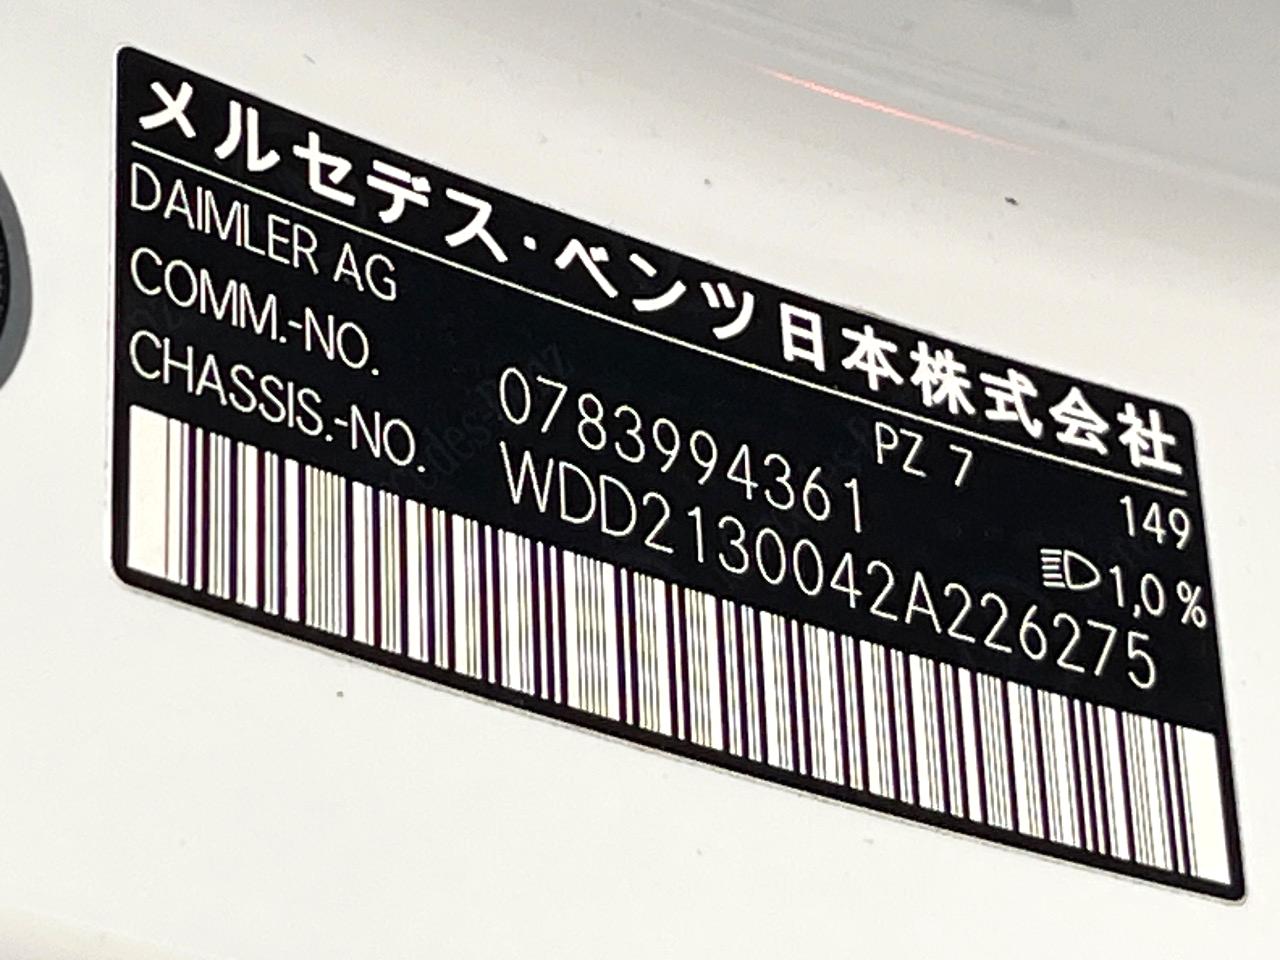 メルセデス・ベンツ日本株式会社
DAIMLER AG
PZ 7
149
COMM.-NO. 0783994361
1,0 %
CHASSIS.-NO. WDD2130042A226275